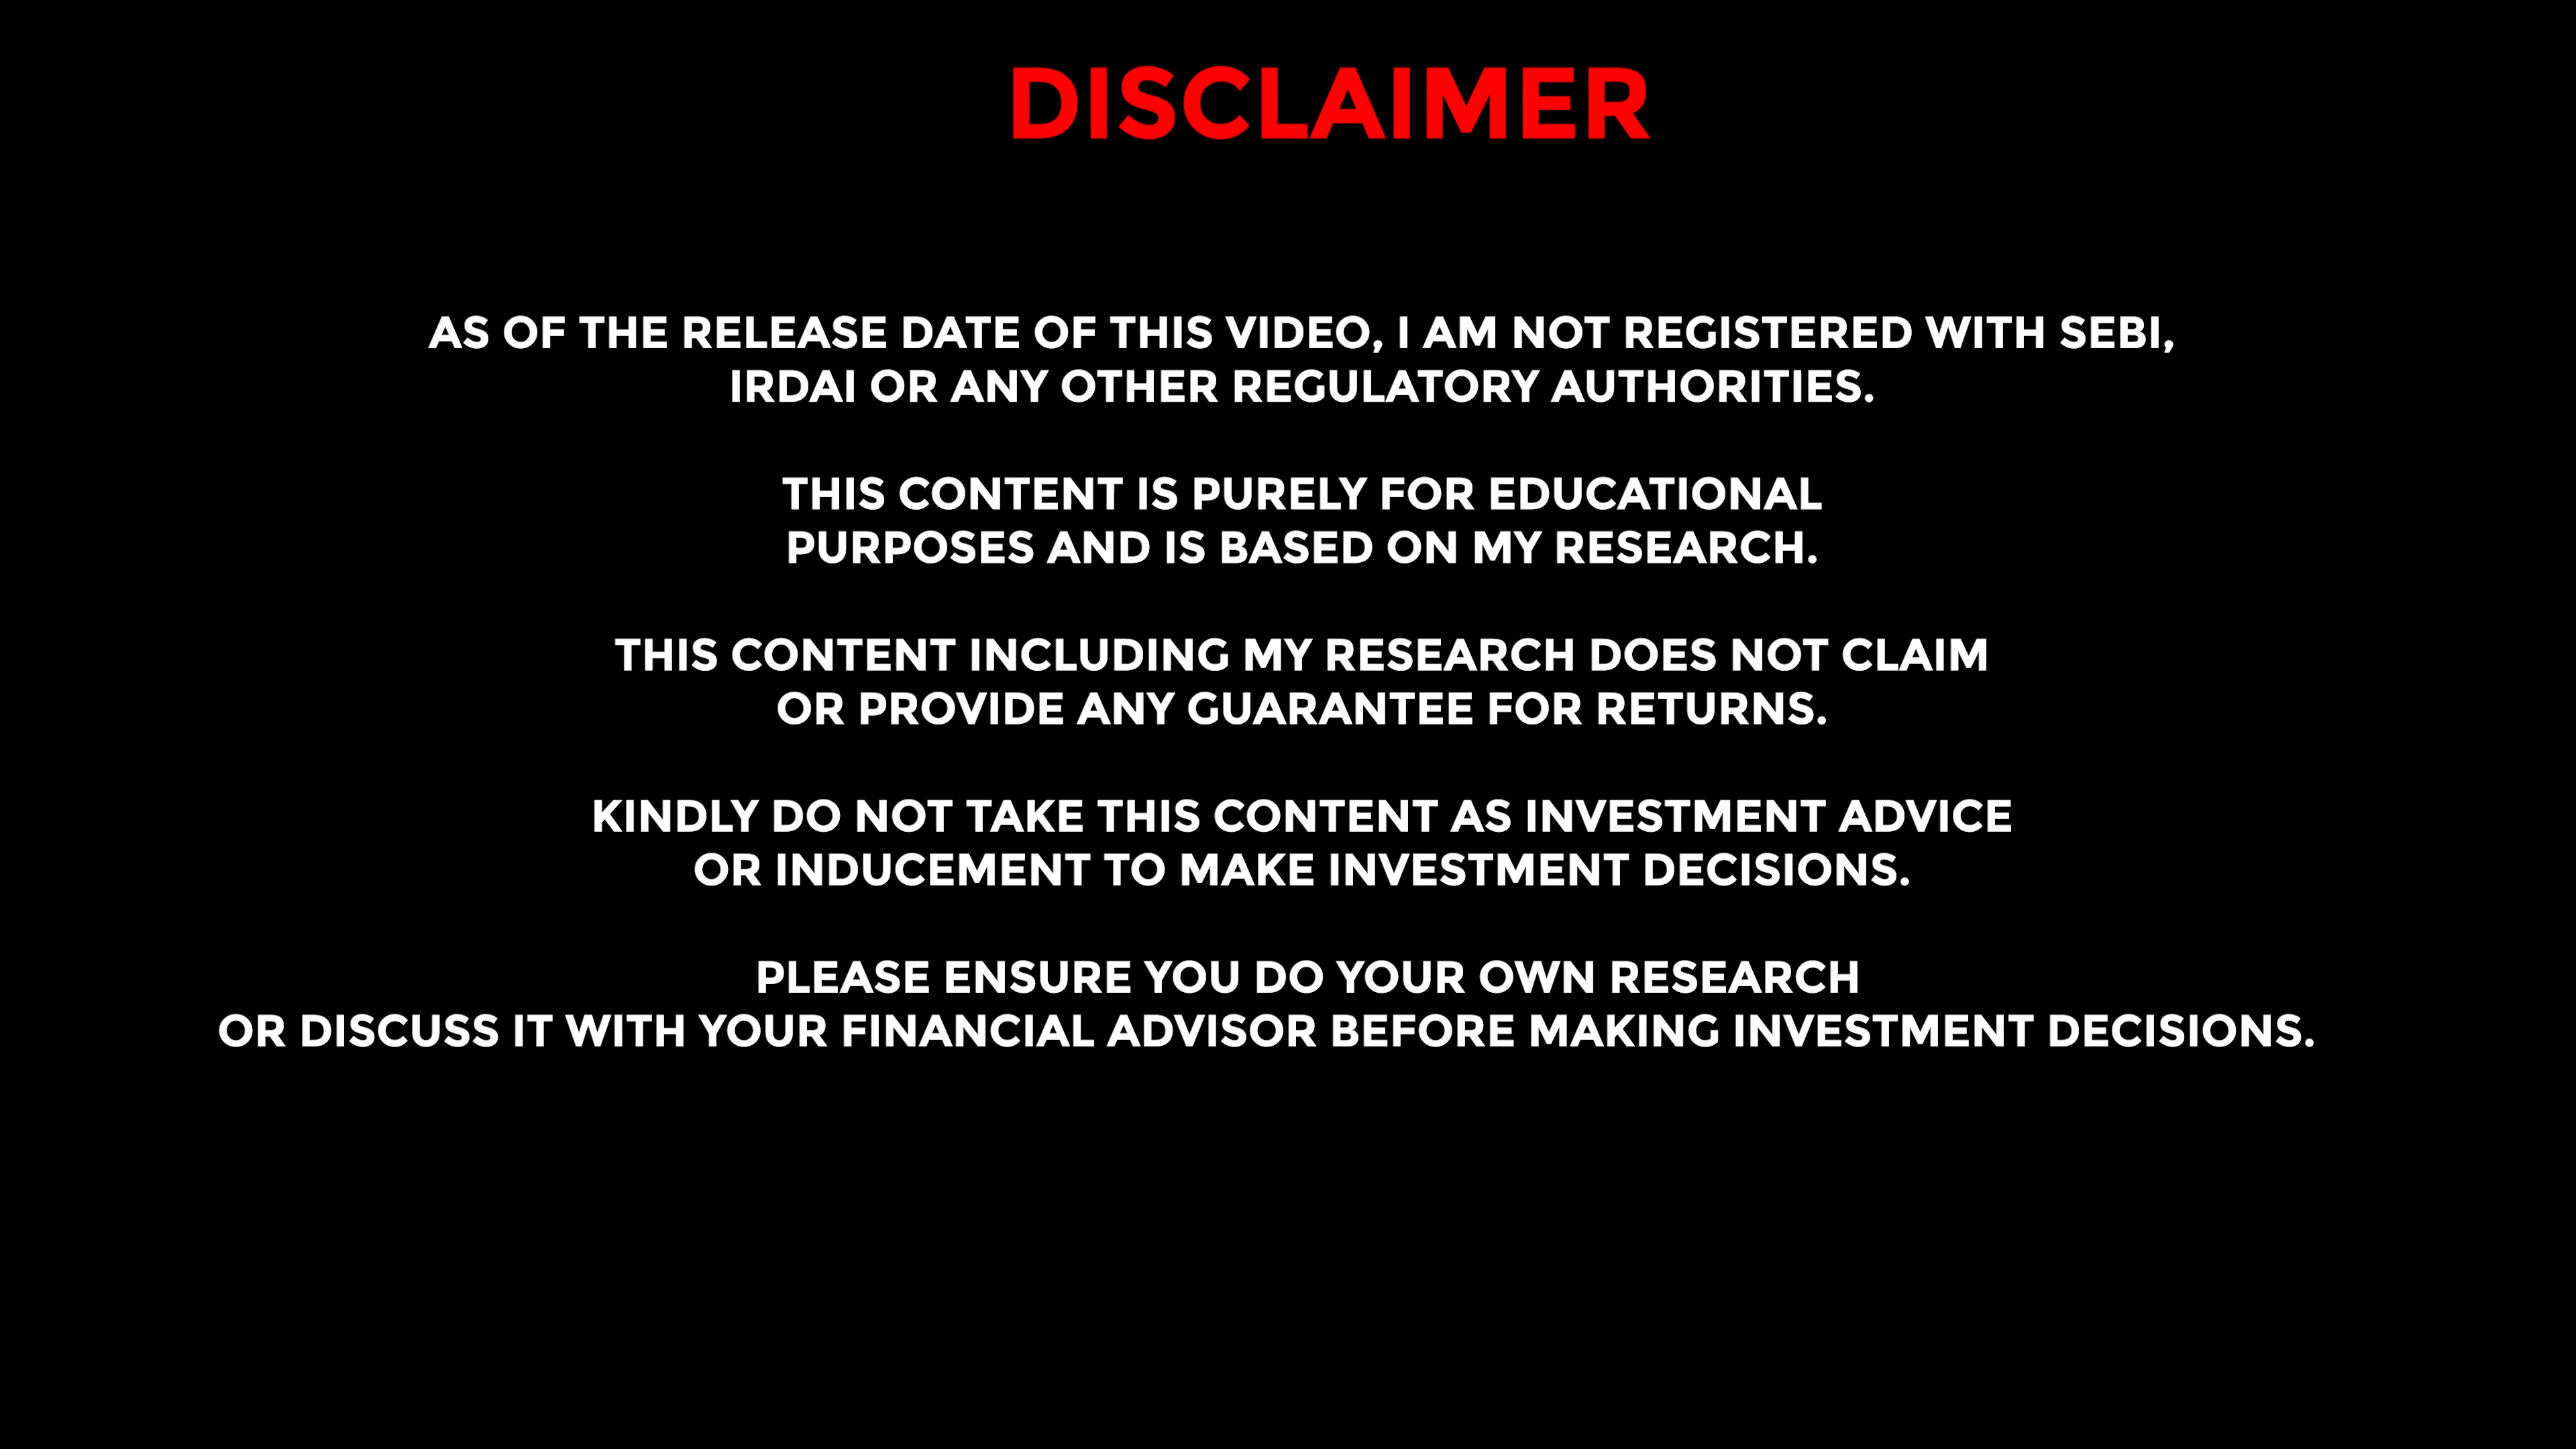 DISCLAIMER
AS OF THE RELEASE DATE OF THIS VIDEO, I AM NOT REGISTERED WITH SEBI,
IRDAI OR ANY OTHER REGULATORY AUTHORITIES.
THIS CONTENT IS PURELY FOR EDUCATIONAL
PURPOSES AND IS BASED ON MY RESEARCH.
THIS CONTENT INCLUDING MY RESEARCH DOES NOT CLAIM
OR PROVIDE ANY GUARANTEE FOR RETURNS.
KINDLY DO NOT TAKE THIS CONTENT AS INVESTMENT ADVICE
OR INDUCEMENT TO MAKE INVESTMENT DECISIONS.
PLEASE ENSURE YOU DO YOUR OWN RESEARCH
OR DISCUSS IT WITH YOUR FINANCIAL ADVISOR BEFORE MAKING INVESTMENT DECISIONS.